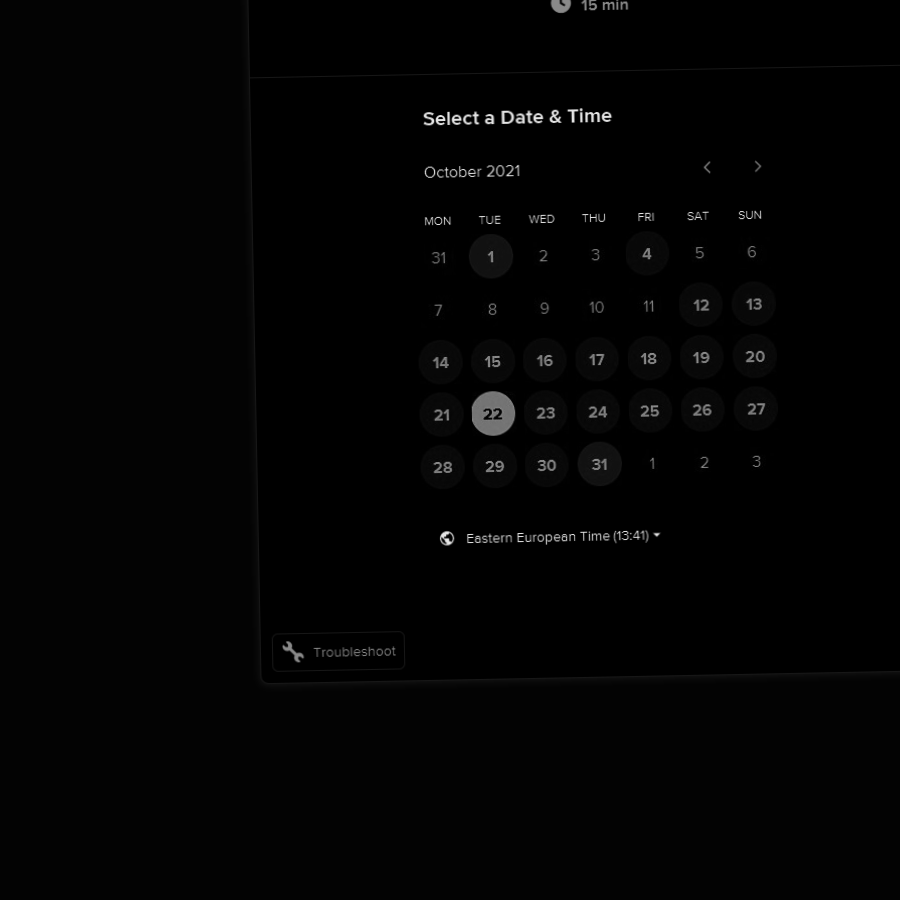 15 min
Select a Date & Time
October 2021
MON TUE WED THU FRI SAT SUN
31 1 2 3 4 5 6
7 8 9 10 11 12 13
14 15 16 17 18 19 20
21 22 23 24 25 26 27
28 29 30 31 1 2 3
Eastern European Time (13:41)
Troubleshoot